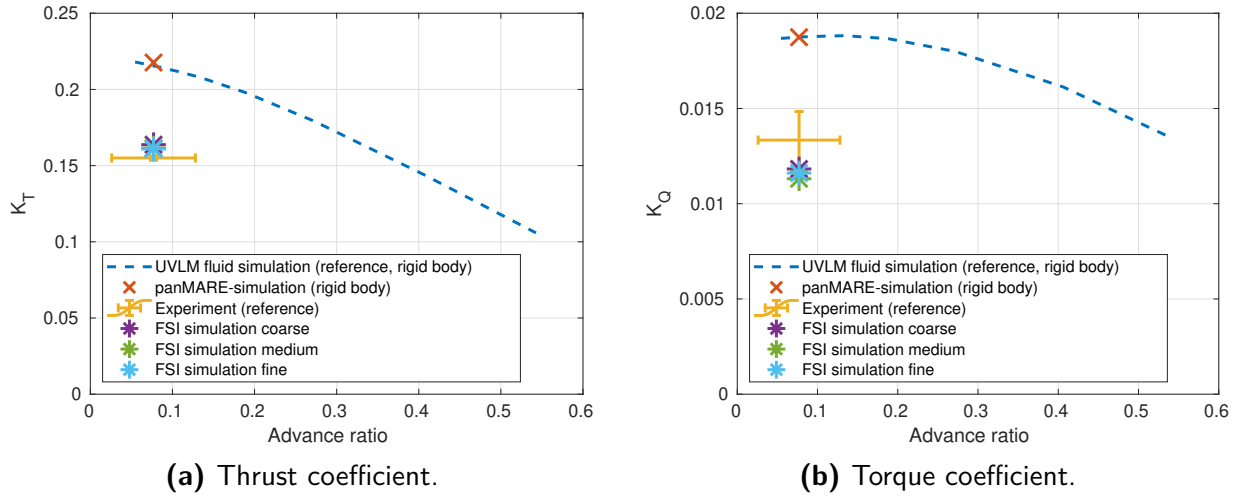 0.25
0.2
0.15
0.1
0.05
0
K_T
UVLM fluid simulation (reference, rigid body)
panMARE-simulation (rigid body)
Experiment (reference)
FSI simulation coarse
FSI simulation medium
FSI simulation fine
0 0.1 0.2 0.3 0.4 0.5 0.6
Advance ratio
(a) Thrust coefficient.
0.02
0.015
0.01
0.005
0
K_Q
UVLM fluid simulation (reference, rigid body)
panMARE-simulation (rigid body)
Experiment (reference)
FSI simulation coarse
FSI simulation medium
FSI simulation fine
0 0.1 0.2 0.3 0.4 0.5 0.6
Advance ratio
(b) Torque coefficient.